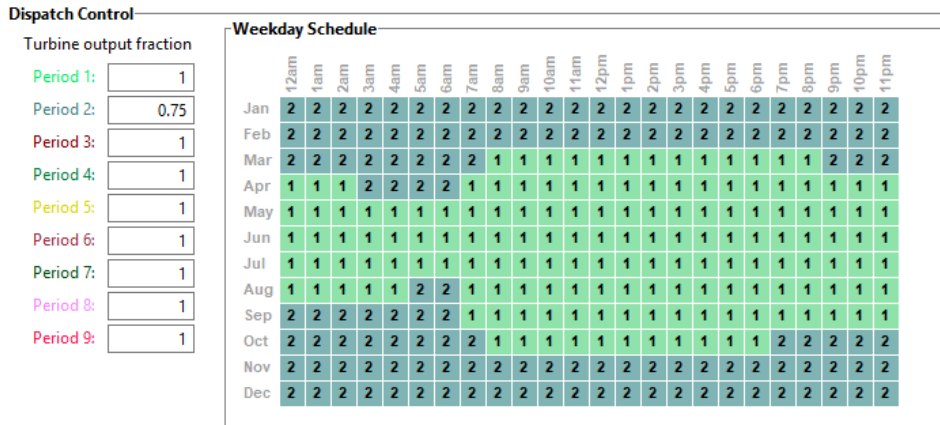 Dispatch Control
Turbine output fraction
Period 1: 1
Period 2: 0.75
Period 3: 1
Period 4: 1
Period 5: 1
Period 6: 1
Period 7: 1
Period 8: 1
Period 9: 1
Weekday Schedule
12am 1am 2am 3am 4am 5am 6am 7am 8am 9am 10am 11am 12pm 1pm 2pm 3pm 4pm 5pm 6pm 7pm 8pm 9pm 10pm 11pm
Jan 2 2 2 2 2 2 2 2 2 2 2 2 2 2 2 2 2 2 2 2 2 2 2 2
Feb 2 2 2 2 2 2 2 2 2 2 2 2 2 2 2 2 2 2 2 2 2 2 2 2
Mar 2 2 2 2 2 2 2 2 1 1 1 1 1 1 1 1 1 1 1 1 1 2 2 2
Apr 1 1 1 2 2 2 2 1 1 1 1 1 1 1 1 1 1 1 1 1 1 1 1 1
May 1 1 1 1 1 1 1 1 1 1 1 1 1 1 1 1 1 1 1 1 1 1 1 1
Jun 1 1 1 1 1 1 1 1 1 1 1 1 1 1 1 1 1 1 1 1 1 1 1 1
Jul 1 1 1 1 1 1 1 1 1 1 1 1 1 1 1 1 1 1 1 1 1 1 1 1
Aug 1 1 1 1 1 2 2 1 1 1 1 1 1 1 1 1 1 1 1 1 1 1 1 1
Sep 2 2 2 2 2 2 2 1 1 1 1 1 1 1 1 1 1 1 1 1 1 1 1 1
Oct 2 2 2 2 2 2 2 2 1 1 1 1 1 1 1 1 1 1 1 2 2 2 2 2
Nov 2 2 2 2 2 2 2 2 2 2 2 2 2 2 2 2 2 2 2 2 2 2 2 2
Dec 2 2 2 2 2 2 2 2 2 2 2 2 2 2 2 2 2 2 2 2 2 2 2 2